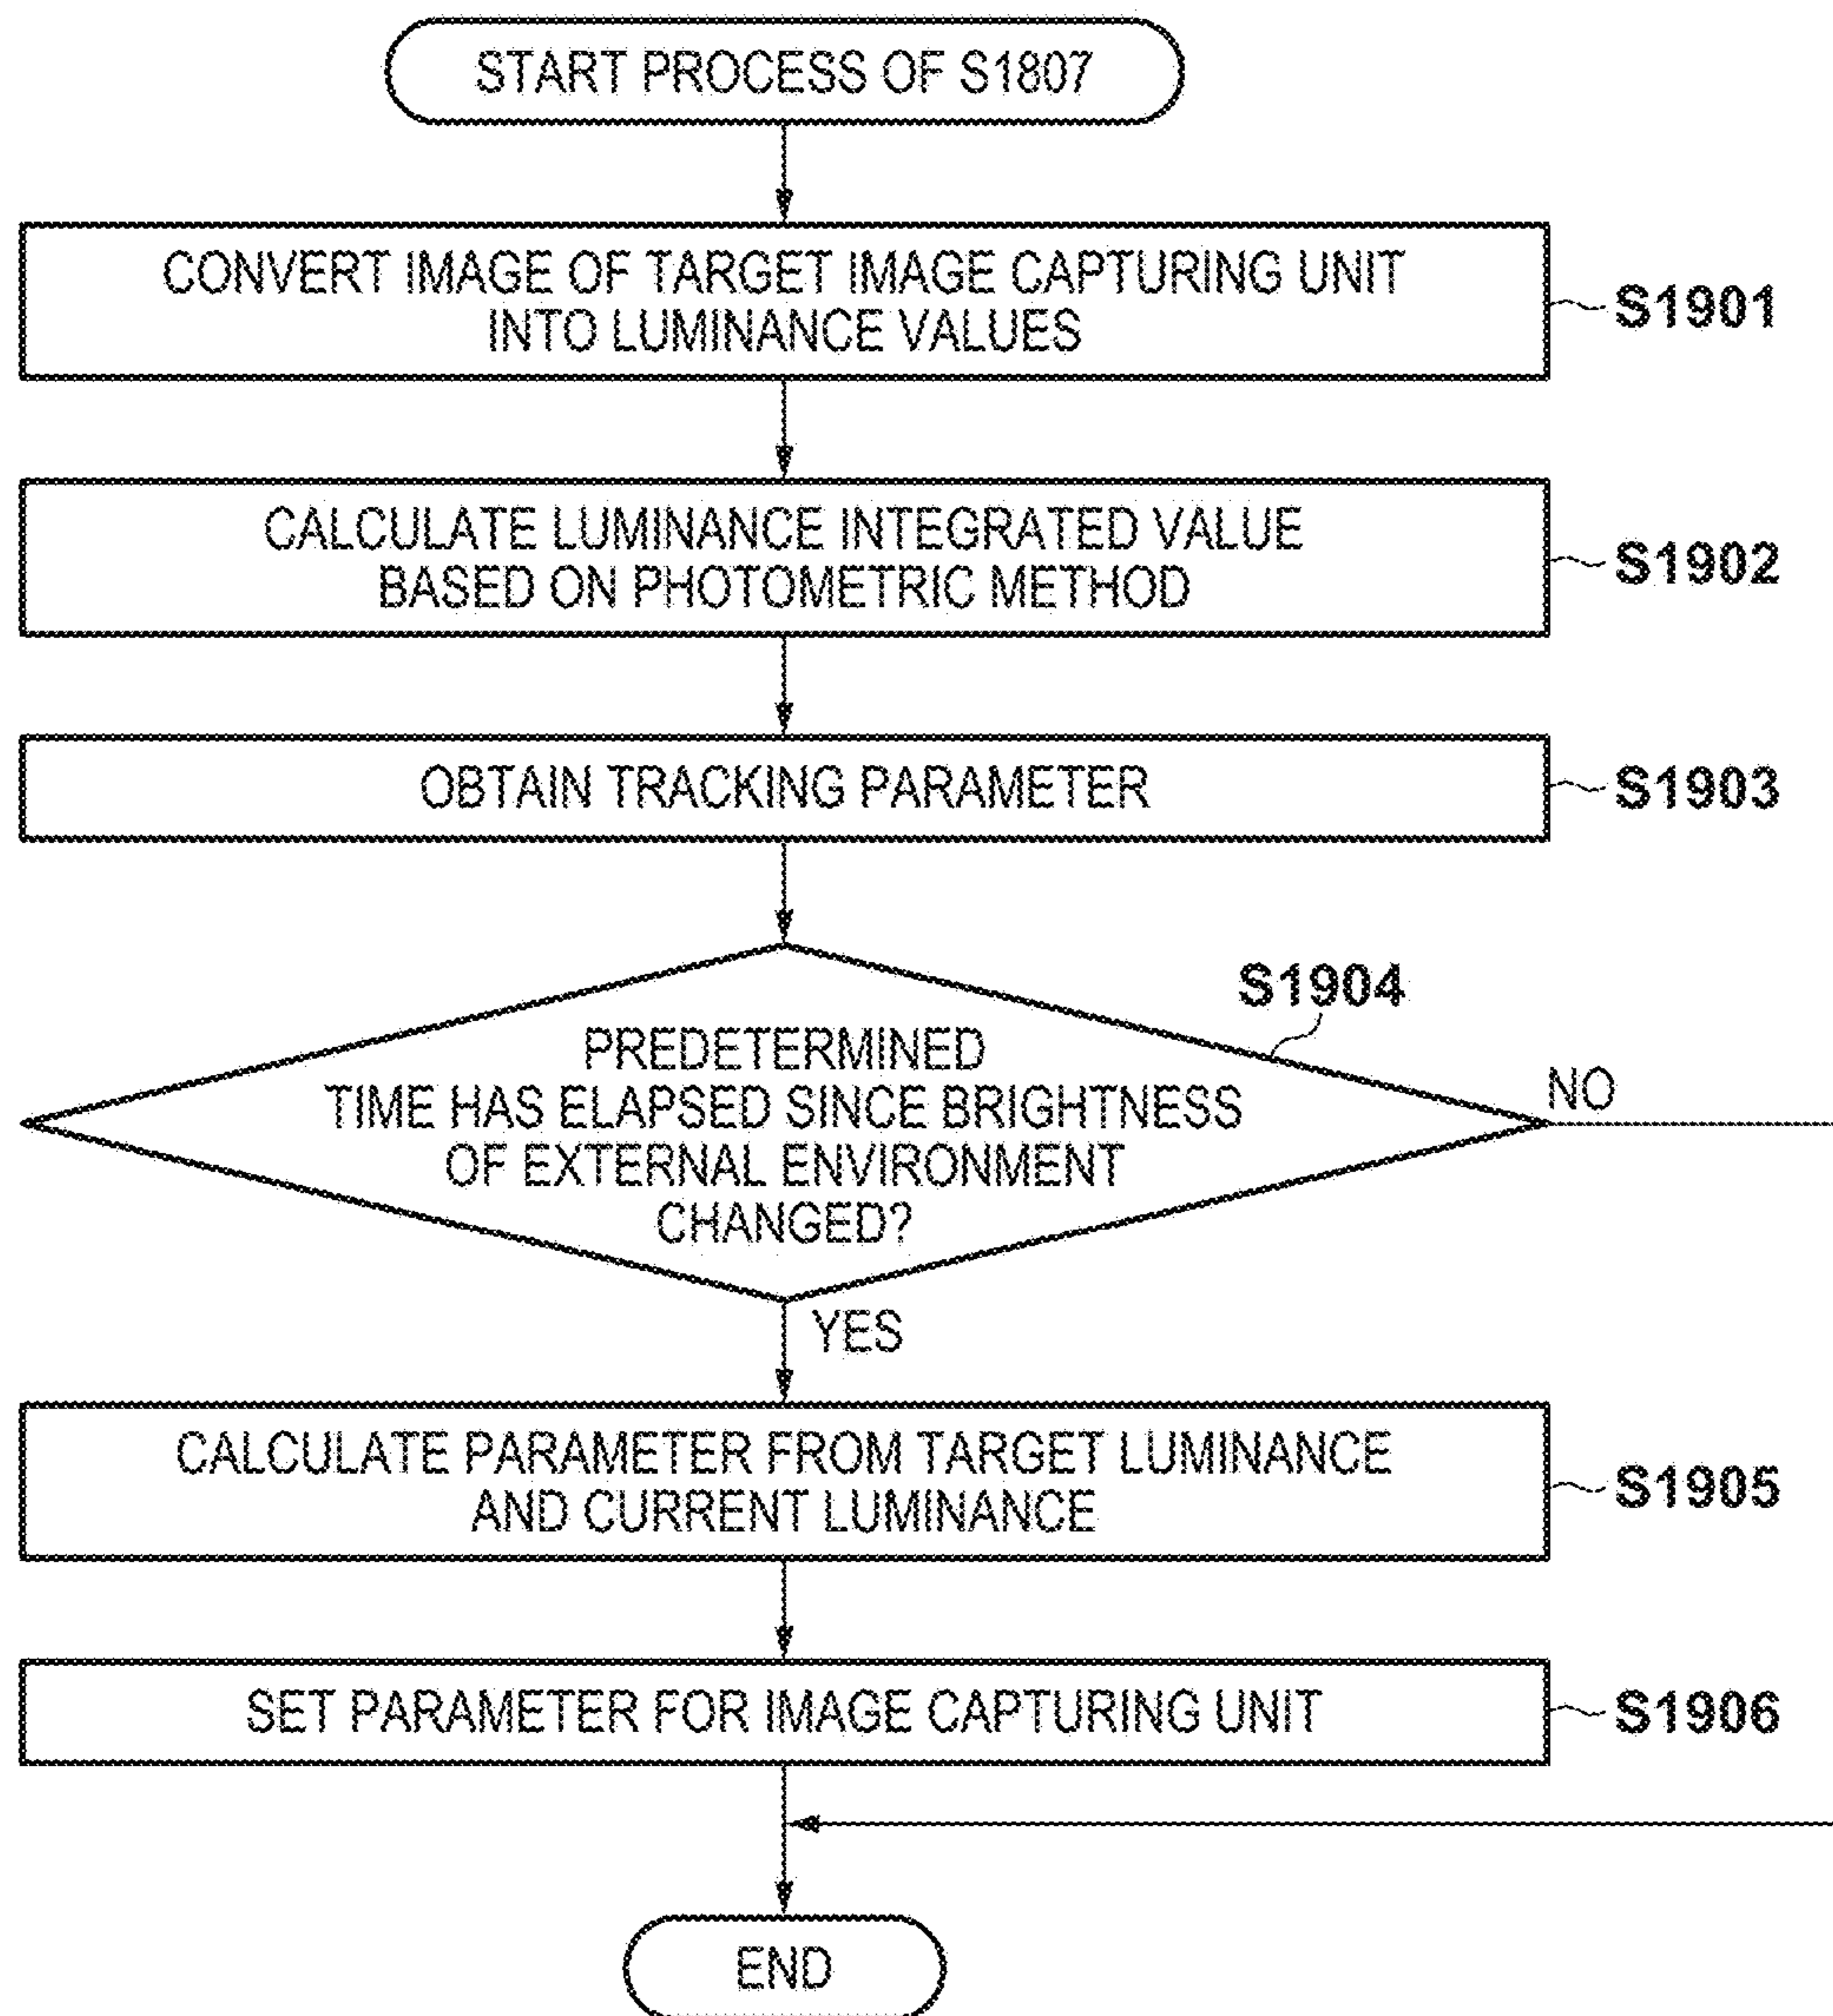 START PROCESS OF S1807
CONVERT IMAGE OF TARGET IMAGE CAPTURING UNIT
INTO LUMINANCE VALUES
S1901
CALCULATE LUMINANCE INTEGRATED VALUE
BASED ON PHOTOMETRIC METHOD
S1902
OBTAIN TRACKING PARAMETER
S1903
S1904
PREDETERMINED
TIME HAS ELAPSED SINCE BRIGHTNESS
OF EXTERNAL ENVIRONMENT
CHANGED?
NO
YES
CALCULATE PARAMETER FROM TARGET LUMINANCE
AND CURRENT LUMINANCE
S1905
SET PARAMETER FOR IMAGE CAPTURING UNIT
S1906
END